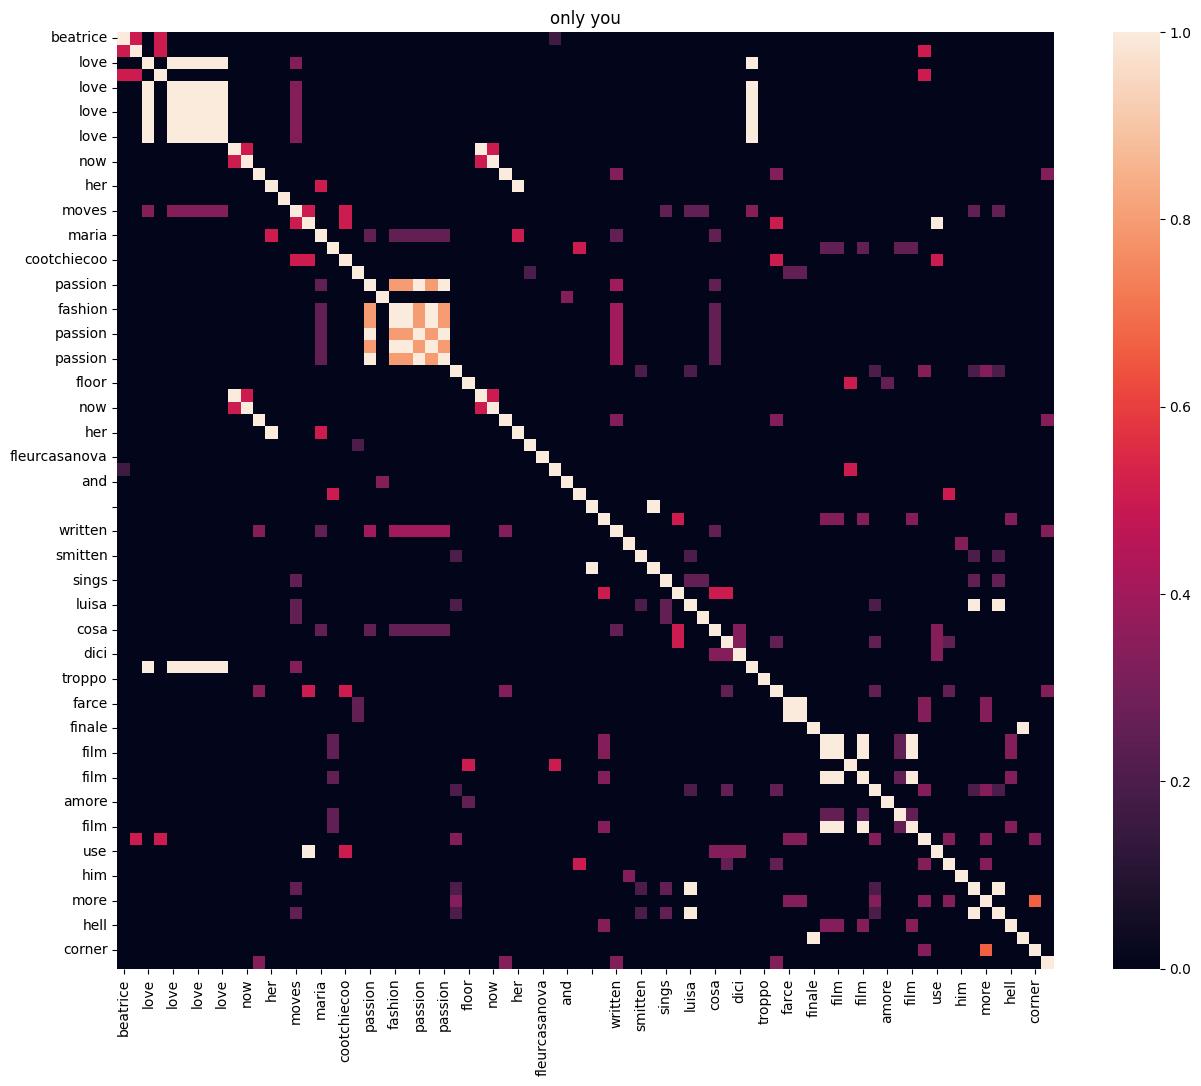 only you
beatrice
love
love
love
love
now
her
moves
maria
cootchiecoo
passion
fashion
passion
passion
floor
now
her
fleurcasanova
and
written
smitten
sings
luisa
cosa
dici
troppo
farce
finale
film
film
amore
film
use
him
more
hell
corner
1.0
0.8
0.6
0.4
0.2
0.0
beatrice
love
love
love
love
now
her
moves
maria
cootchiecoo
passion
fashion
passion
passion
floor
now
her
fleurcasanova
and
written
smitten
sings
luisa
cosa
dici
troppo
farce
finale
film
film
amore
film
use
him
more
hell
corner